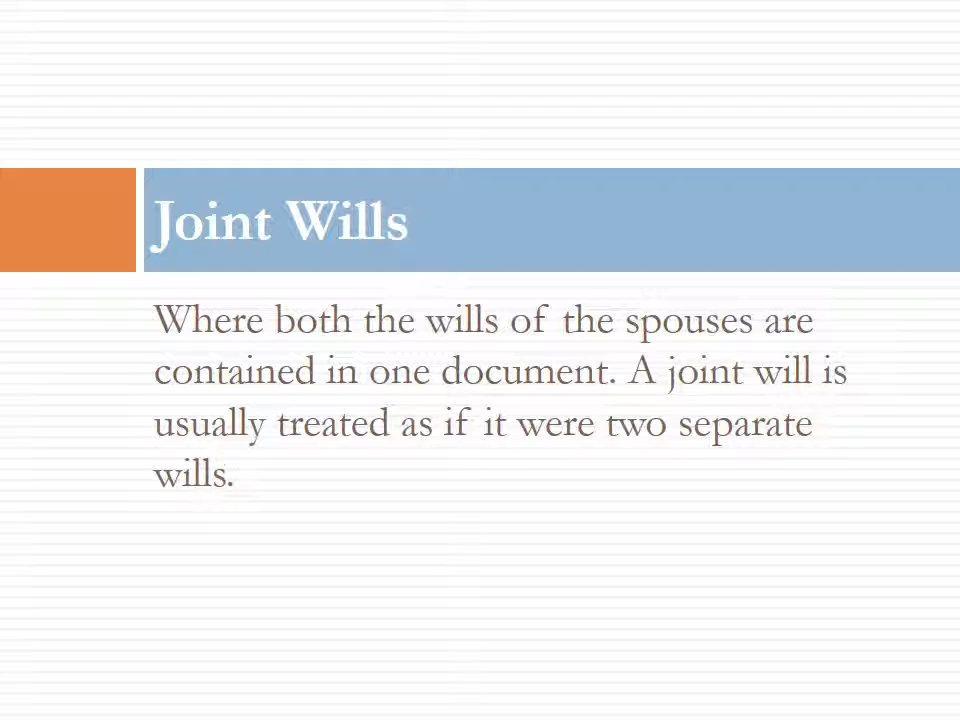 Joint Wills
Where both the wills of the spouses are
contained in one document. A joint will is
usually treated as if it were two separate
wills.